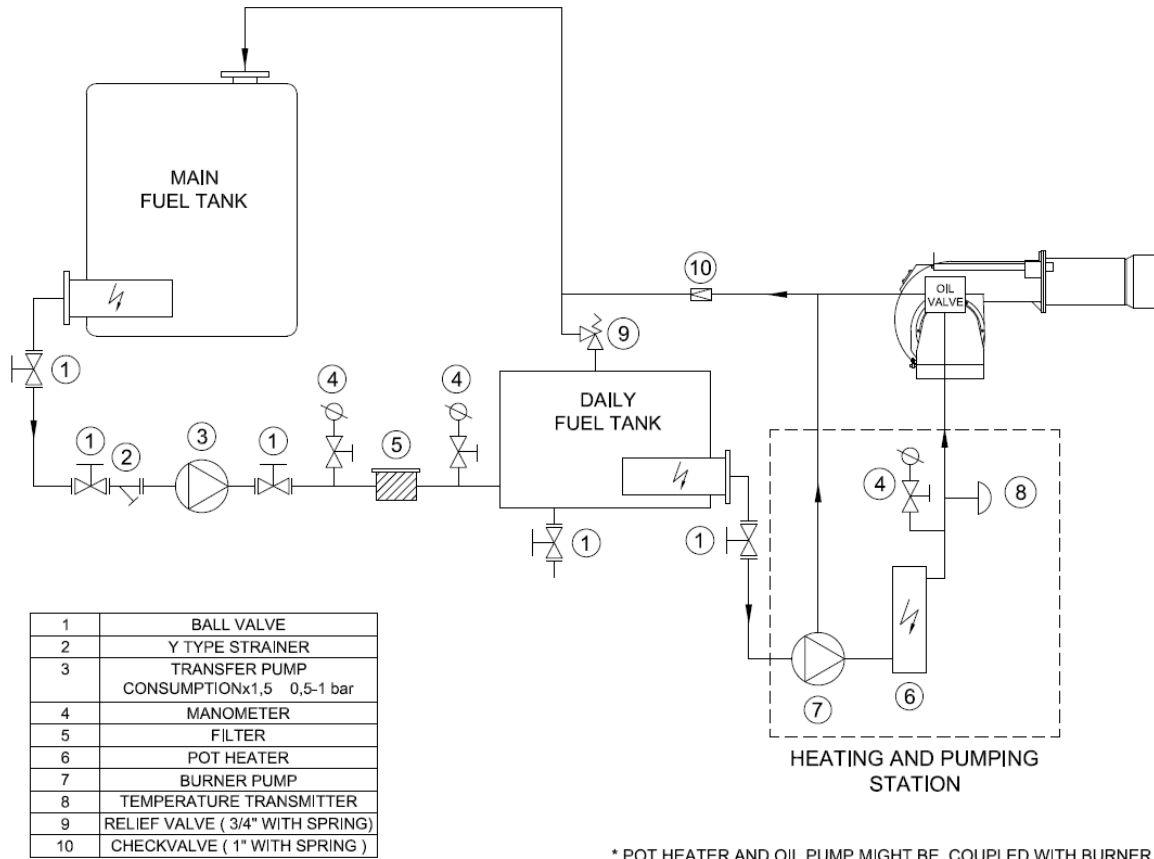 MAIN
FUEL TANK
10
OIL
VALVE
9
1
4
4
DAILY
FUEL TANK
1
2
3
1
5
4
8
1
1
7
6
HEATING AND PUMPING
STATION
1 BALL VALVE
2 Y TYPE STRAINER
3 TRANSFER PUMP
CONSUMPTIONx1,5 0,5-1 bar
4 MANOMETER
5 FILTER
6 POT HEATER
7 BURNER PUMP
8 TEMPERATURE TRANSMITTER
9 RELIEF VALVE ( 3/4" WITH SPRING)
10 CHECKVALVE ( 1" WITH SPRING )
* POT HEATER AND OIL PUMP MIGHT BE COUPLED WITH BURNER